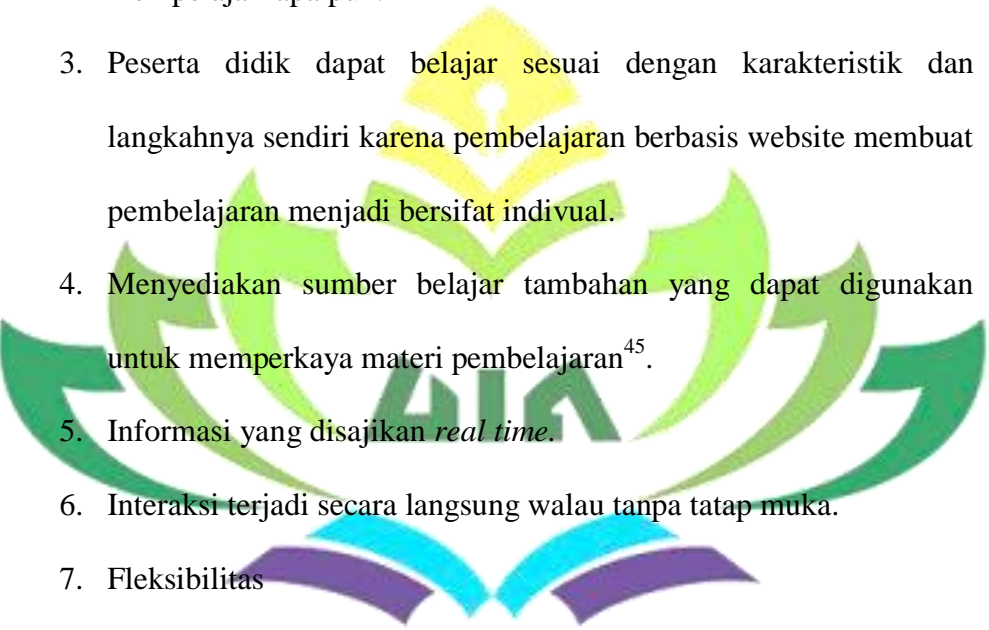 3. Peserta didik dapat belajar sesuai dengan karakteristik dan
langkahnya sendiri karena pembelajaran berbasis website membuat
pembelajaran menjadi bersifat indivual.
4. Menyediakan sumber belajar tambahan yang dapat digunakan
untuk memperkaya materi pembelajaran⁴⁵.
5. Informasi yang disajikan real time.
6. Interaksi terjadi secara langsung walau tanpa tatap muka.
7. Fleksibilitas